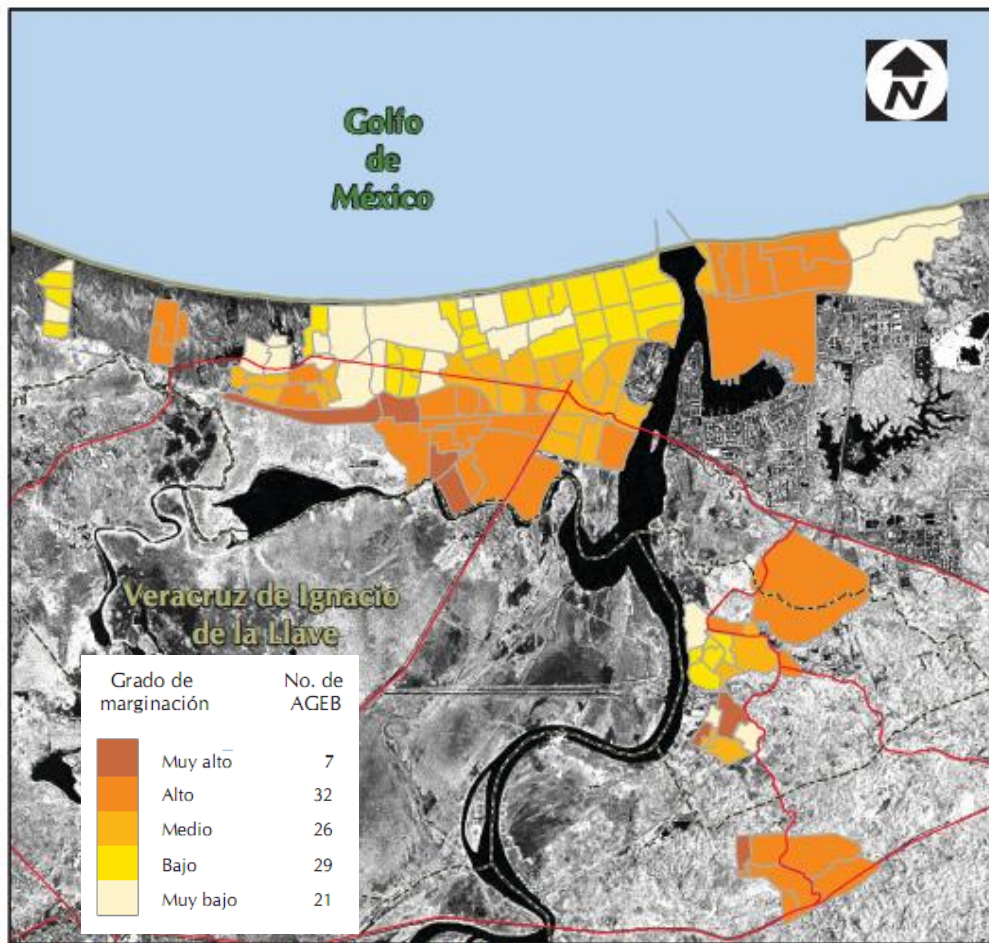 N
Golfo
de
México
Veracruz de Ignacio
de la Llave
Grado de
marginación
No. de
AGEB
Muy alto 7
Alto 32
Medio 26
Bajo 29
Muy bajo 21